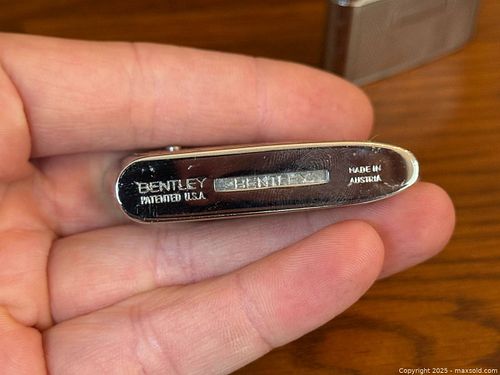 BENTLEY
PATENTED U.S.A.
BENTLEY
MADE IN
AUSTRIA
Copyright 2025 - maxsold.com